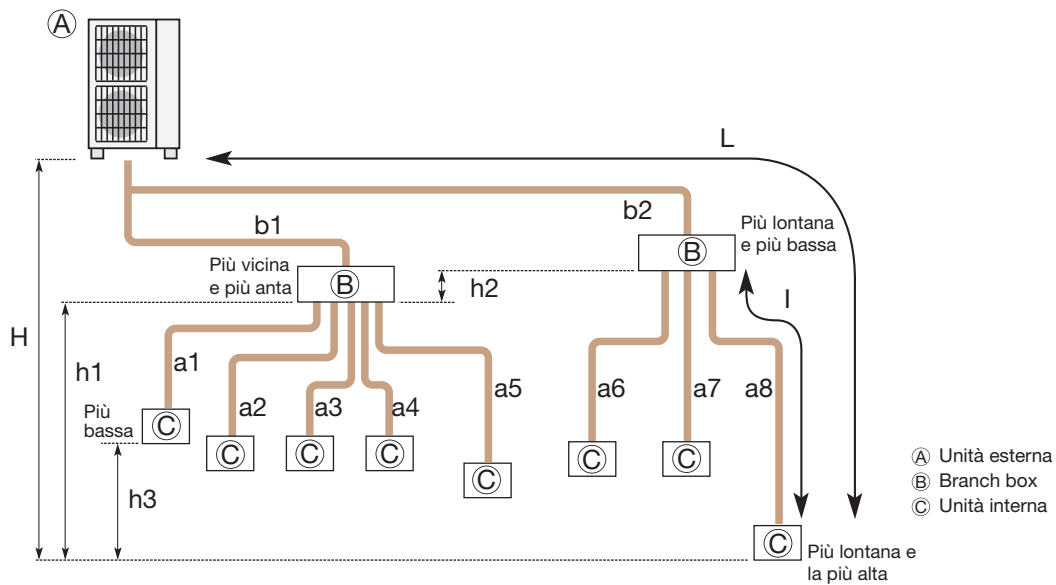 Ⓐ
L
b1
b2
Più lontana
e più bassa
Ⓑ
Più vicina
e più anta
Ⓑ
h2
l
H
h1
a1
a2
a3
a4
a5
a6
a7
a8
Più
bassa
Ⓒ
Ⓒ
Ⓒ
Ⓒ
Ⓒ
Ⓒ
Ⓒ
h3
Ⓒ
Ⓐ Unità esterna
Ⓑ Branch box
Ⓒ Unità interna
Più lontana e
la più alta